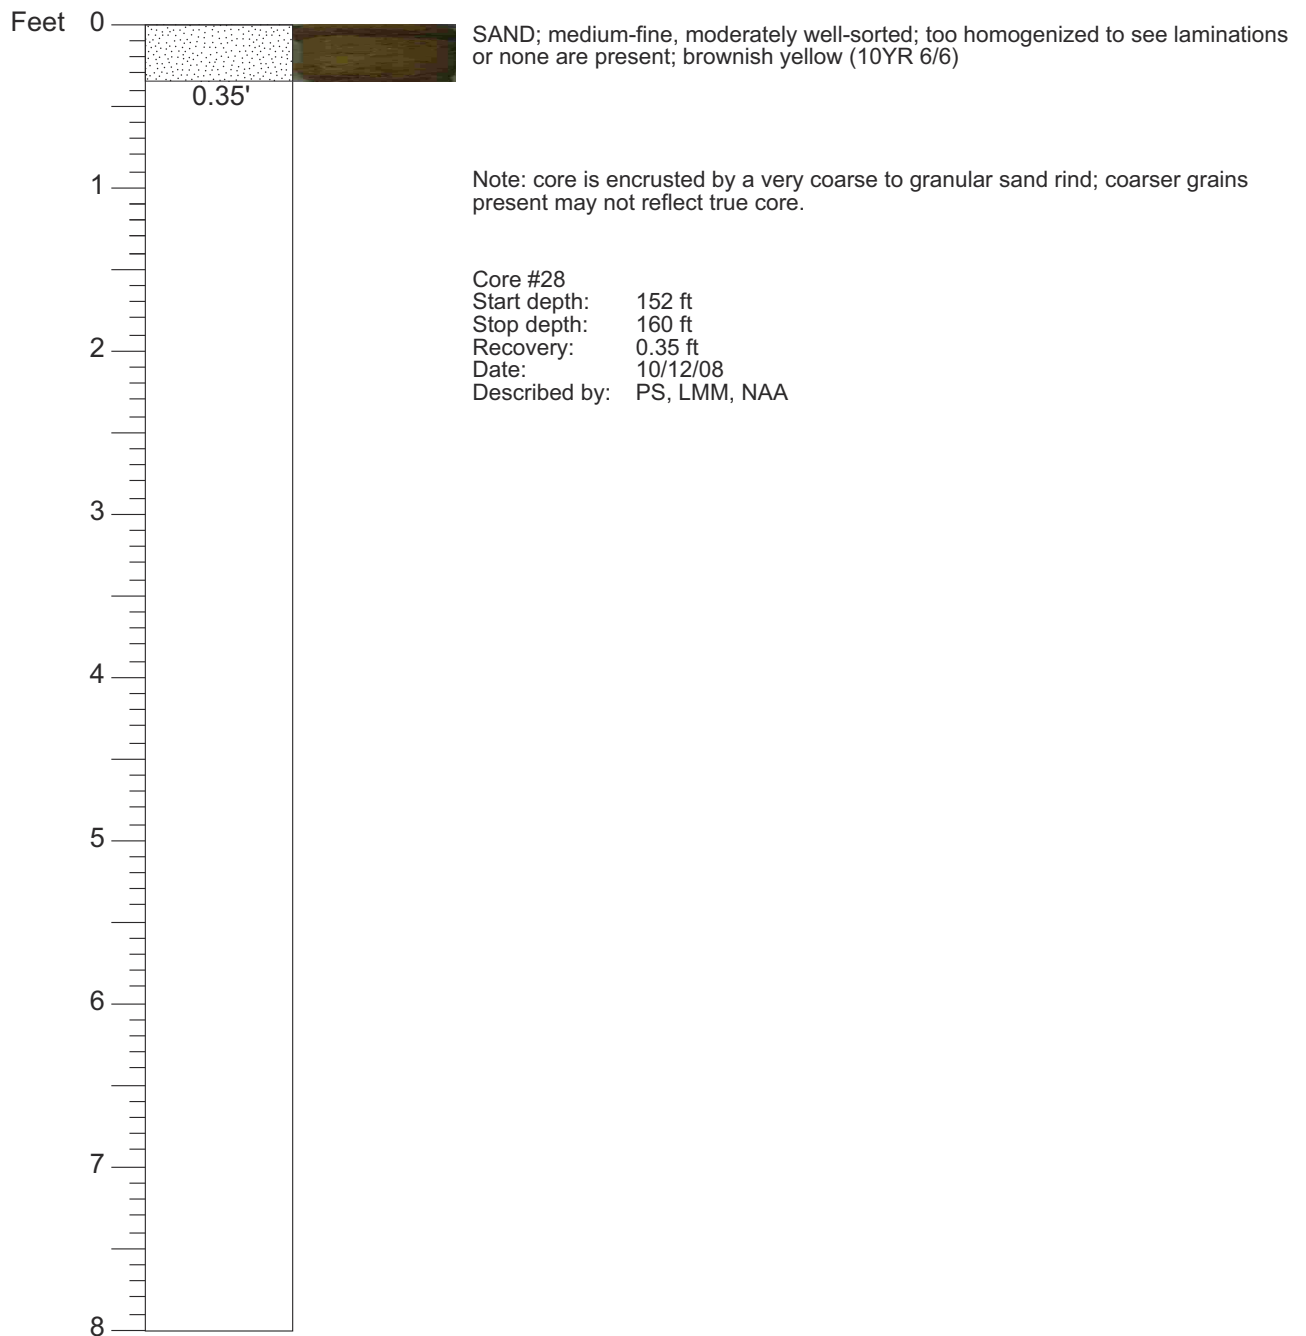 Feet 0
SAND; medium-fine, moderately well-sorted; too homogenized to see laminations
or none are present; brownish yellow (10YR 6/6)
0.35'
1
Note: core is encrusted by a very coarse to granular sand rind; coarser grains
present may not reflect true core.
Core #28
Start depth: 152 ft
Stop depth: 160 ft
Recovery: 0.35 ft
Date: 10/12/08
Described by: PS, LMM, NAA
2
3
4
5
6
7
8